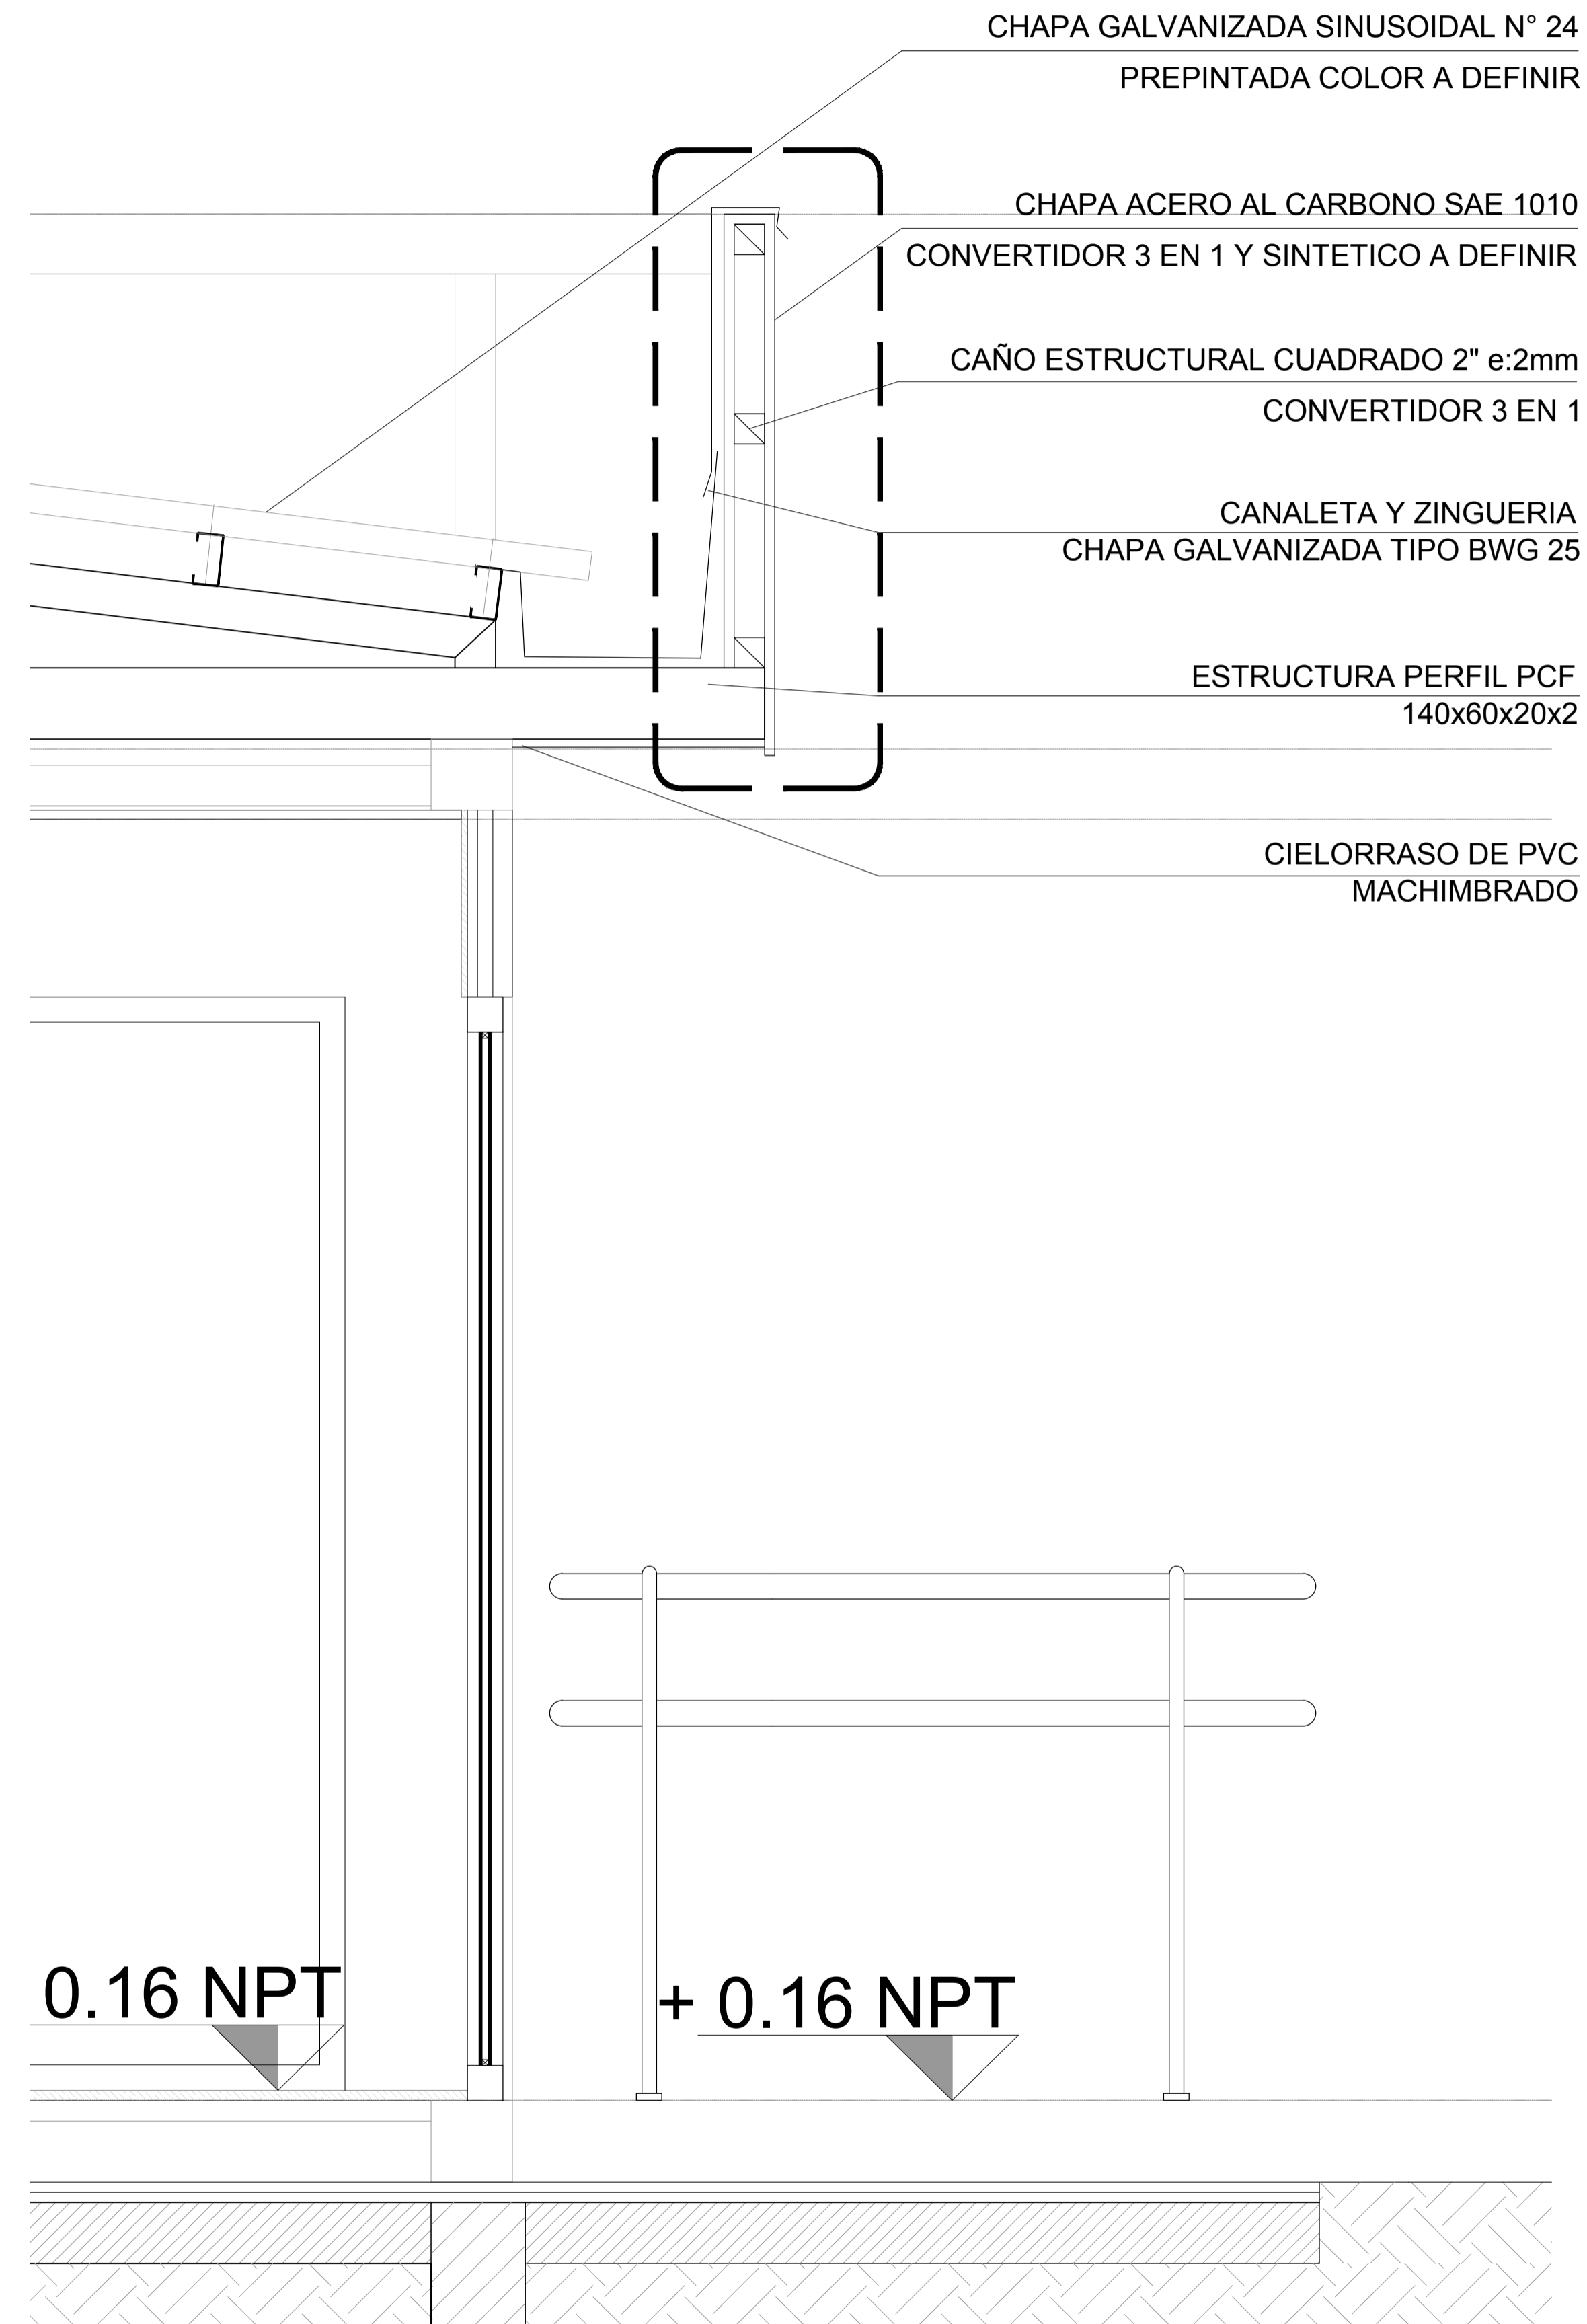 CHAPA GALVANIZADA SINUSOIDAL N° 24
PREPINTADA COLOR A DEFINIR
CHAPA ACERO AL CARBONO SAE 1010
CONVERTIDOR 3 EN 1 Y SINTETICO A DEFINIR
CAÑO ESTRUCTURAL CUADRADO 2" e:2mm
CONVERTIDOR 3 EN 1
CANALETA Y ZINGUERIA
CHAPA GALVANIZADA TIPO BWG 25
ESTRUCTURA PERFIL PCF
140x60x20x2
CIELORRASO DE PVC
MACHIMBRADO
0.16 NPT
+ 0.16 NPT